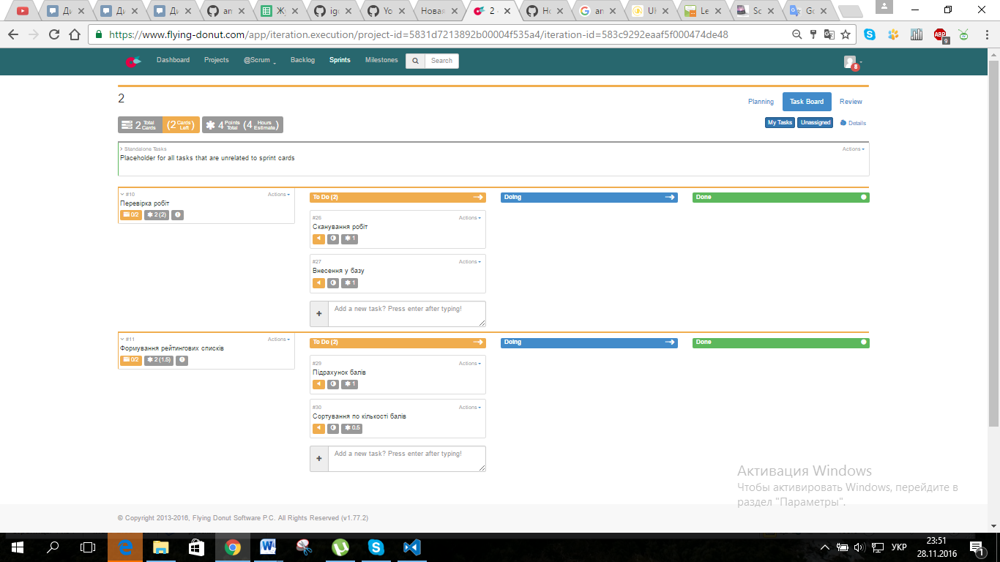 Ди
Ди
Ди
an
Жу
igo
Yo
Новая
2 -
Но
an
Ul
Le
Sc
Go
https://www.flying-donut.com/app/iteration.execution/project-id=5831d7213892b00004f535a4/iteration-id=583c9292eaaf5f000474de48
ABP
9
Dashboard Projects @Scrum Backlog Sprints Milestones Search
8
2
Planning Task Board Review
2 Total Cards (2 Cards Left) 4 Points Total (4 Hours Estimate)
My Tasks Unassigned Details
Standalone Tasks Actions
Placeholder for all tasks that are unrelated to sprint cards
#10 Actions
Перевірка робіт
0/2 2 (2)
To Do (2) Doing Done
#26 Actions
Сканування робіт
1
#27 Actions
Внесення у базу
1
Add a new task? Press enter after typing!
#11 Actions
Формування рейтингових списків
0/2 2 (1.5)
To Do (2) Doing Done
#29 Actions
Підрахунок балів
1
#30 Actions
Сортування по кількості балів
0.5
Add a new task? Press enter after typing!
Активация Windows
Чтобы активировать Windows, перейдите в
раздел "Параметры".
© Copyright 2013-2016, Flying Donut Software P.C. All Rights Reserved (v1.77.2)
УКР
23:51
28.11.2016
1